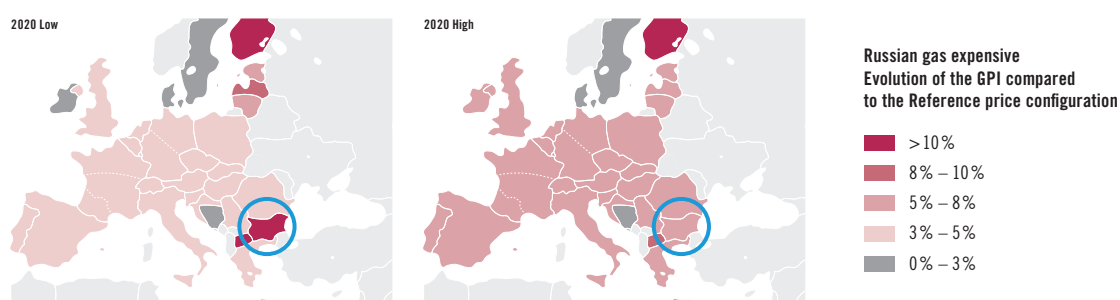 2020 Low
2020 High
Russian gas expensive
Evolution of the GPI compared
to the Reference price configuration
>10%
8% – 10%
5% – 8%
3% – 5%
0% – 3%